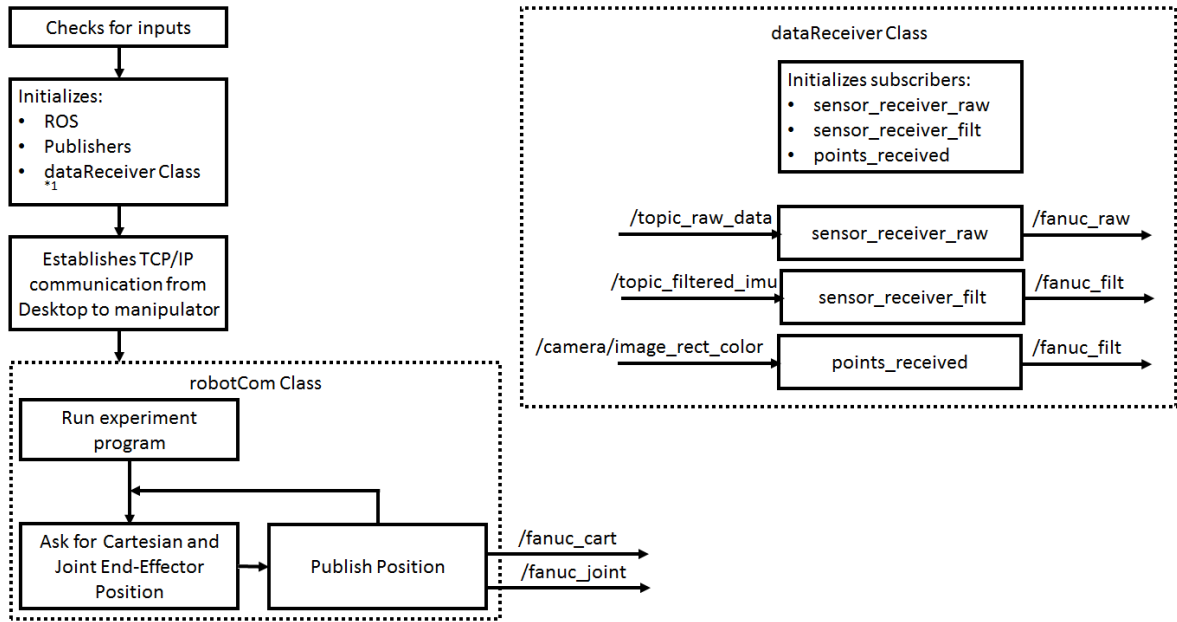 Checks for inputs
Initializes:
• ROS
• Publishers
• dataReceiver Class
*1
Establishes TCP/IP
communication from
Desktop to manipulator
robotCom Class
Run experiment
program
Ask for Cartesian and
Joint End-Effector
Position
Publish Position
/fanuc_cart
/fanuc_joint
dataReceiver Class
Initializes subscribers:
• sensor_receiver_raw
• sensor_receiver_filt
• points_received
/topic_raw_data
sensor_receiver_raw
/fanuc_raw
/topic_filtered_imu
sensor_receiver_filt
/fanuc_filt
/camera/image_rect_color
points_received
/fanuc_filt